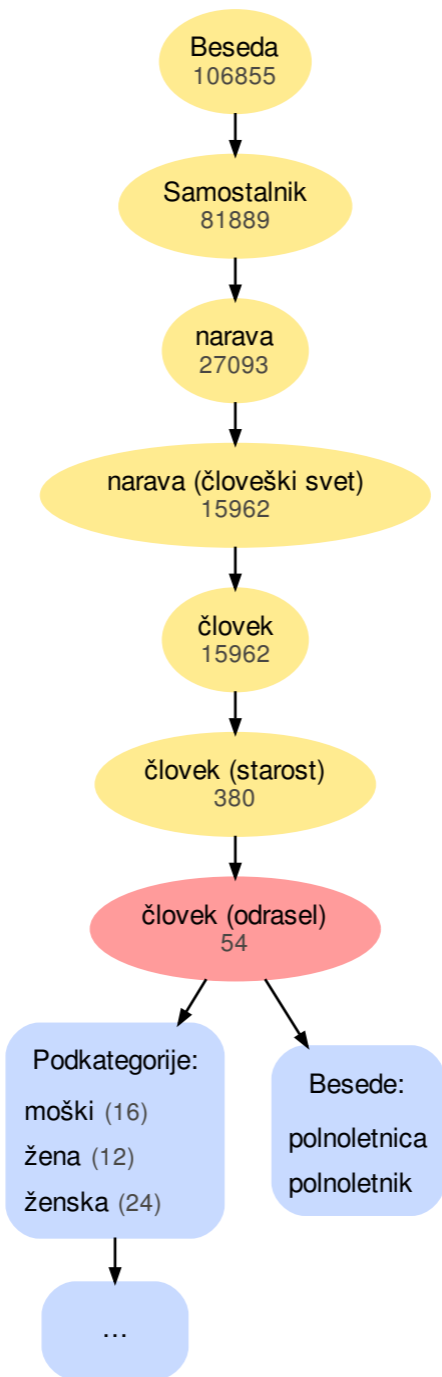 Beseda
106855
Samostalnik
81889
narava
27093
narava (človeški svet)
15962
človek
15962
človek (starost)
380
človek (odrasel)
54
Podkategorije:
moški (16)
žena (12)
ženska (24)
Besede:
polnoletnica
polnoletnik
...